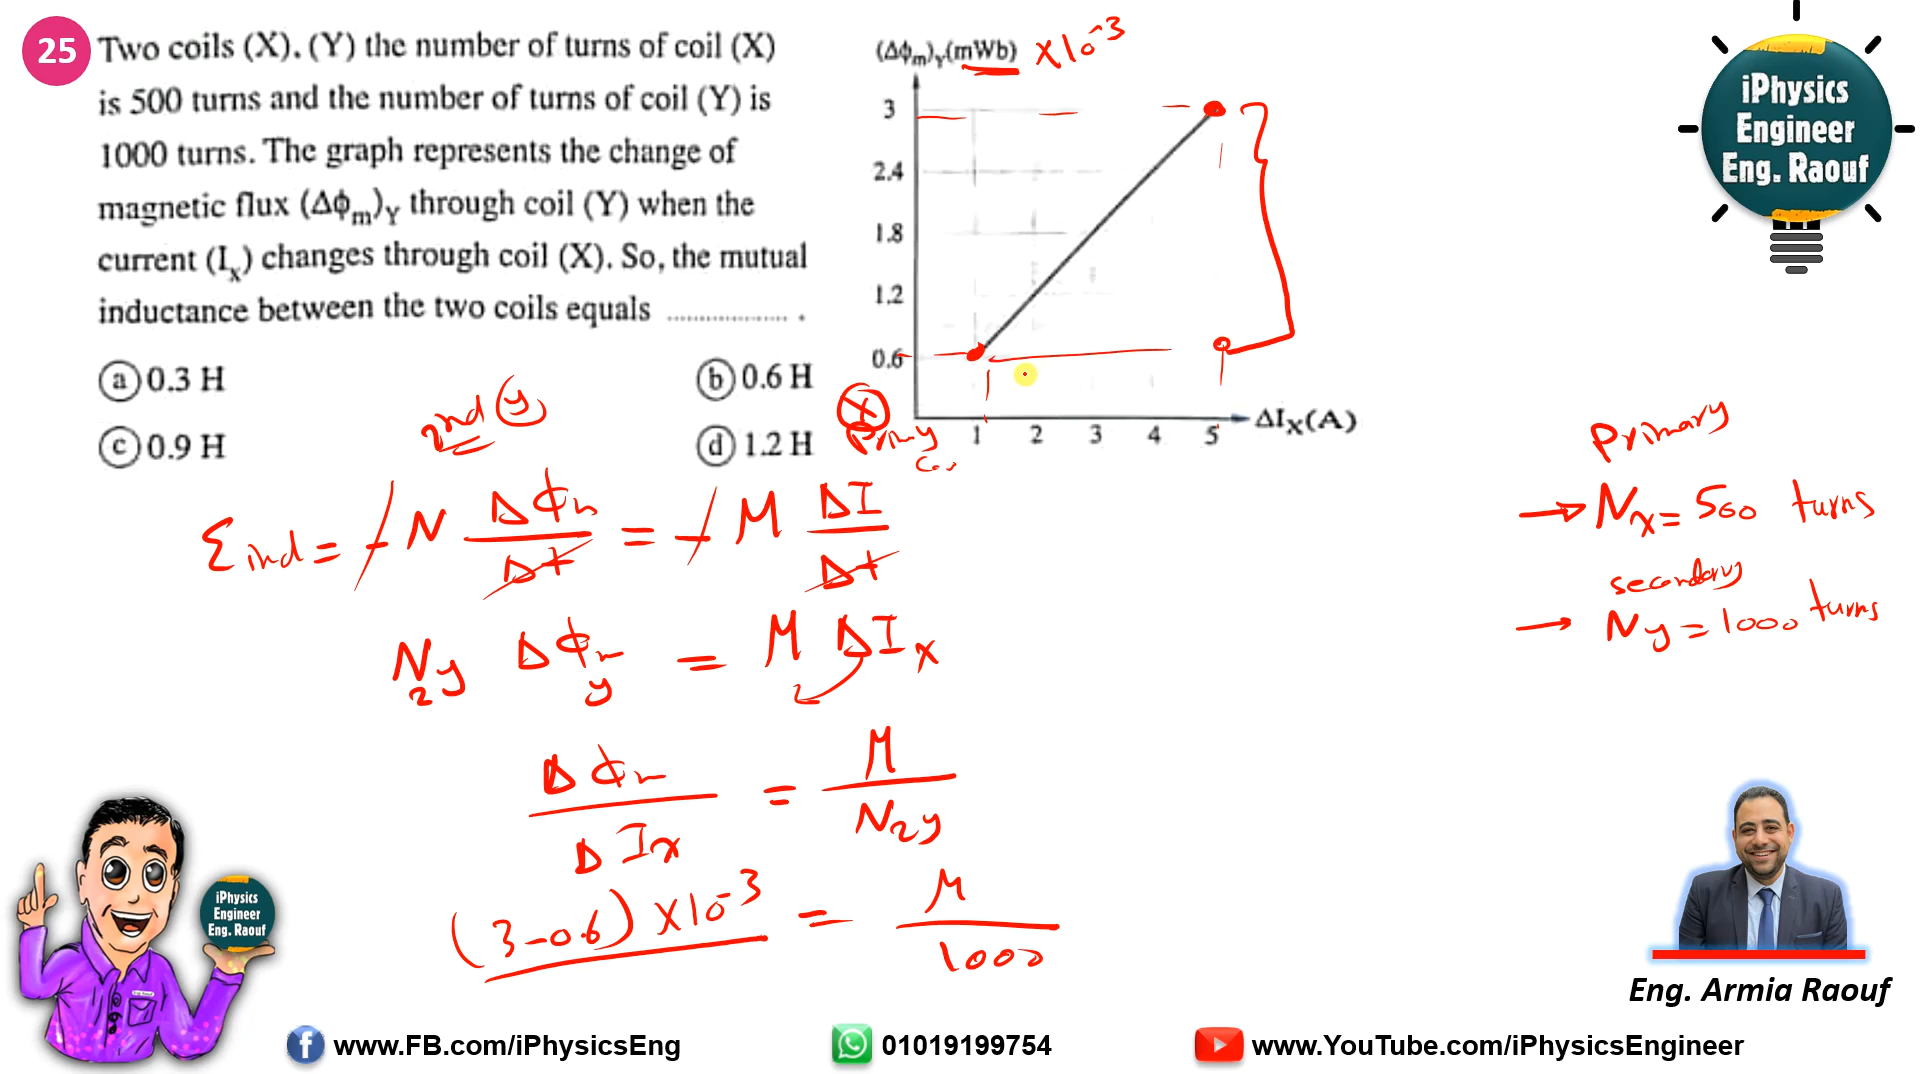 25 Two coils (X), (Y) the number of turns of coil (X)
is 500 turns and the number of turns of coil (Y) is
1000 turns. The graph represents the change of
magnetic flux (Δϕm)Y through coil (Y) when the
current (Ix) changes through coil (X). So, the mutual
inductance between the two coils equals .................... .
ⓐ 0.3 H
ⓑ 0.6 H
ⓒ 0.9 H
ⓓ 1.2 H
(Δϕm)Y(mWb) ×10⁻³
3
2.4
1.8
1.2
0.6
1 2 3 4 5 ΔIX(A)
X
2nd y
Ɛind = - N Δϕm/Δt = - M ΔI/Δt
N2y Δϕm y = M ΔIx
Δϕm/ΔIx = M/N2y
(3-0.6) ×10⁻³ = M/1000
Primary
→ Nx = 500 turns
secondary
→ Ny = 1000 turns
iPhysics
Engineer
Eng. Raouf
iPhysics
Engineer
Eng. Raouf
Eng. Armia Raouf
www.FB.com/iPhysicsEng
01019199754
www.YouTube.com/iPhysicsEngineer